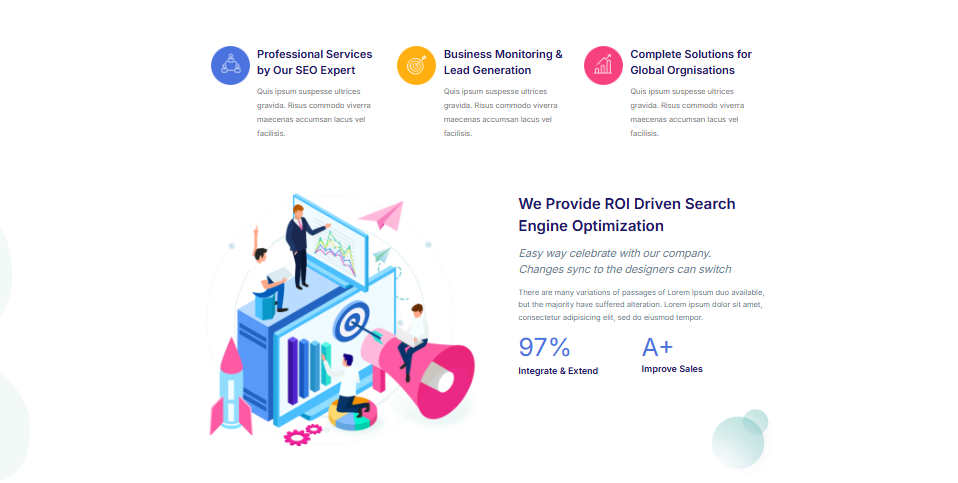 Professional Services
by Our SEO Expert
Quis ipsum suspesse ultrices
gravida. Risus commodo viverra
maecenas accumsan lacus vel
facilisis.
Business Monitoring &
Lead Generation
Quis ipsum suspesse ultrices
gravida. Risus commodo viverra
maecenas accumsan lacus vel
facilisis.
Complete Solutions for
Global Orgnisations
Quis ipsum suspesse ultrices
gravida. Risus commodo viverra
maecenas accumsan lacus vel
facilisis.
We Provide ROI Driven Search
Engine Optimization
Easy way celebrate with our company.
Changes sync to the designers can switch
There are many variations of passages of Lorem Ipsum duo available,
but the majority have suffered alteration. Lorem ipsum dolor sit amet,
consectetur adipisicing elit, sed do eiusmod tempor.
97%
Integrate & Extend
A+
Improve Sales